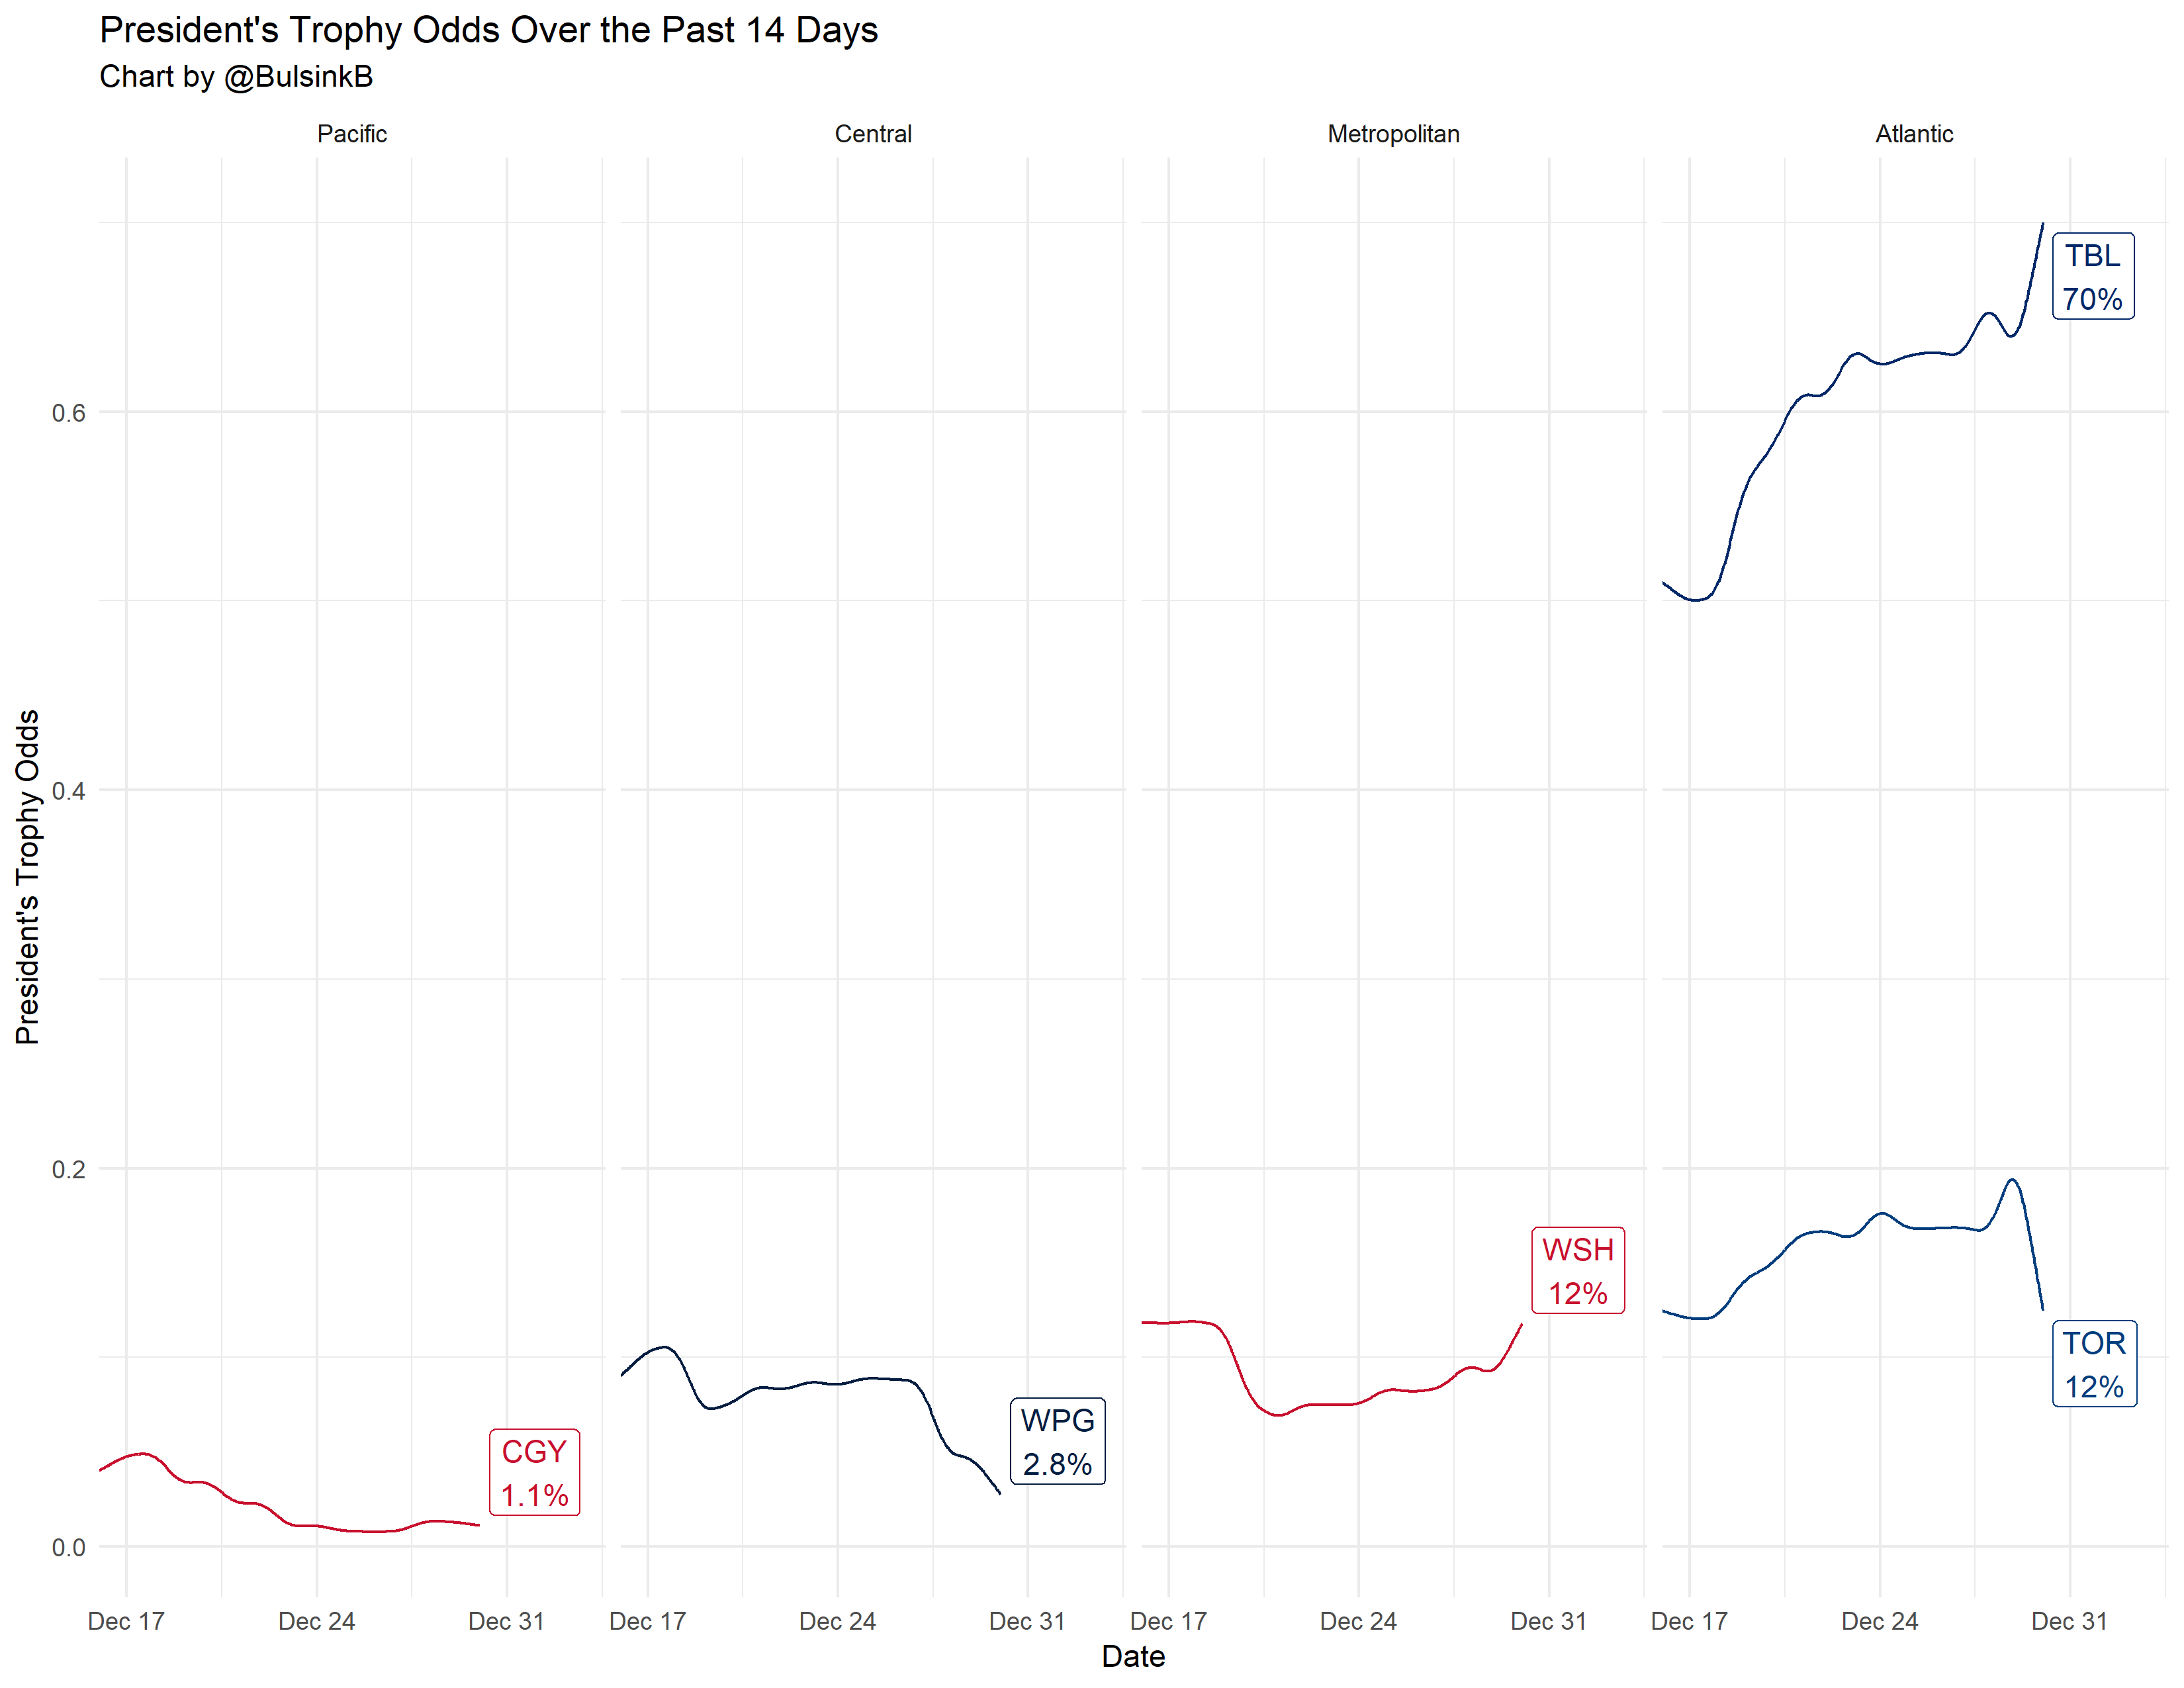 President's Trophy Odds Over the Past 14 Days
Chart by @BulsinkB
Pacific
Central
Metropolitan
Atlantic
President's Trophy Odds
0.6
0.4
0.2
0.0
TBL
70%
WSH
12%
TOR
12%
WPG
2.8%
CGY
1.1%
Dec 17
Dec 24
Dec 31
Dec 17
Dec 24
Dec 31
Dec 17
Dec 24
Dec 31
Dec 17
Dec 24
Dec 31
Date